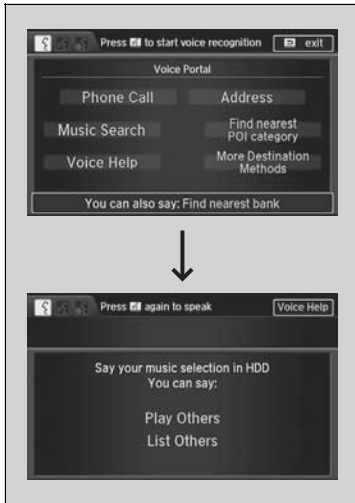 Press to start voice recognition
exit
Voice Portal
Phone Call
Address
Music Search
Find nearest
POI category
Voice Help
More Destination
Methods
You can also say: Find nearest bank
Press again to speak
Voice Help
Say your music selection in HDD
You can say:
Play Others
List Others